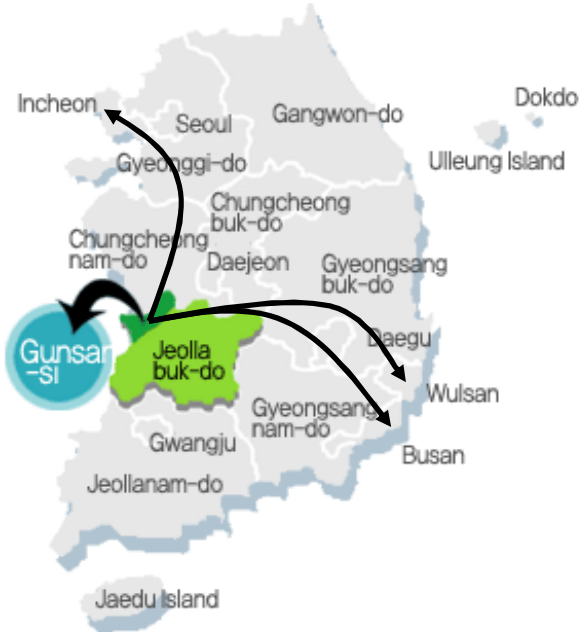 Incheon
Seoul
Gangwon-do
Dokdo
Ulleung Island
Gyeonggi-do
Chungcheong
buk-do
Chungcheong
nam-do
Daejeon
Gyeongsang
buk-do
Gunsan
-si
Jeolla
buk-do
Daegu
Wulsan
Gyeongsang
nam-do
Busan
Gwangju
Jeollanam-do
Jaedu Island